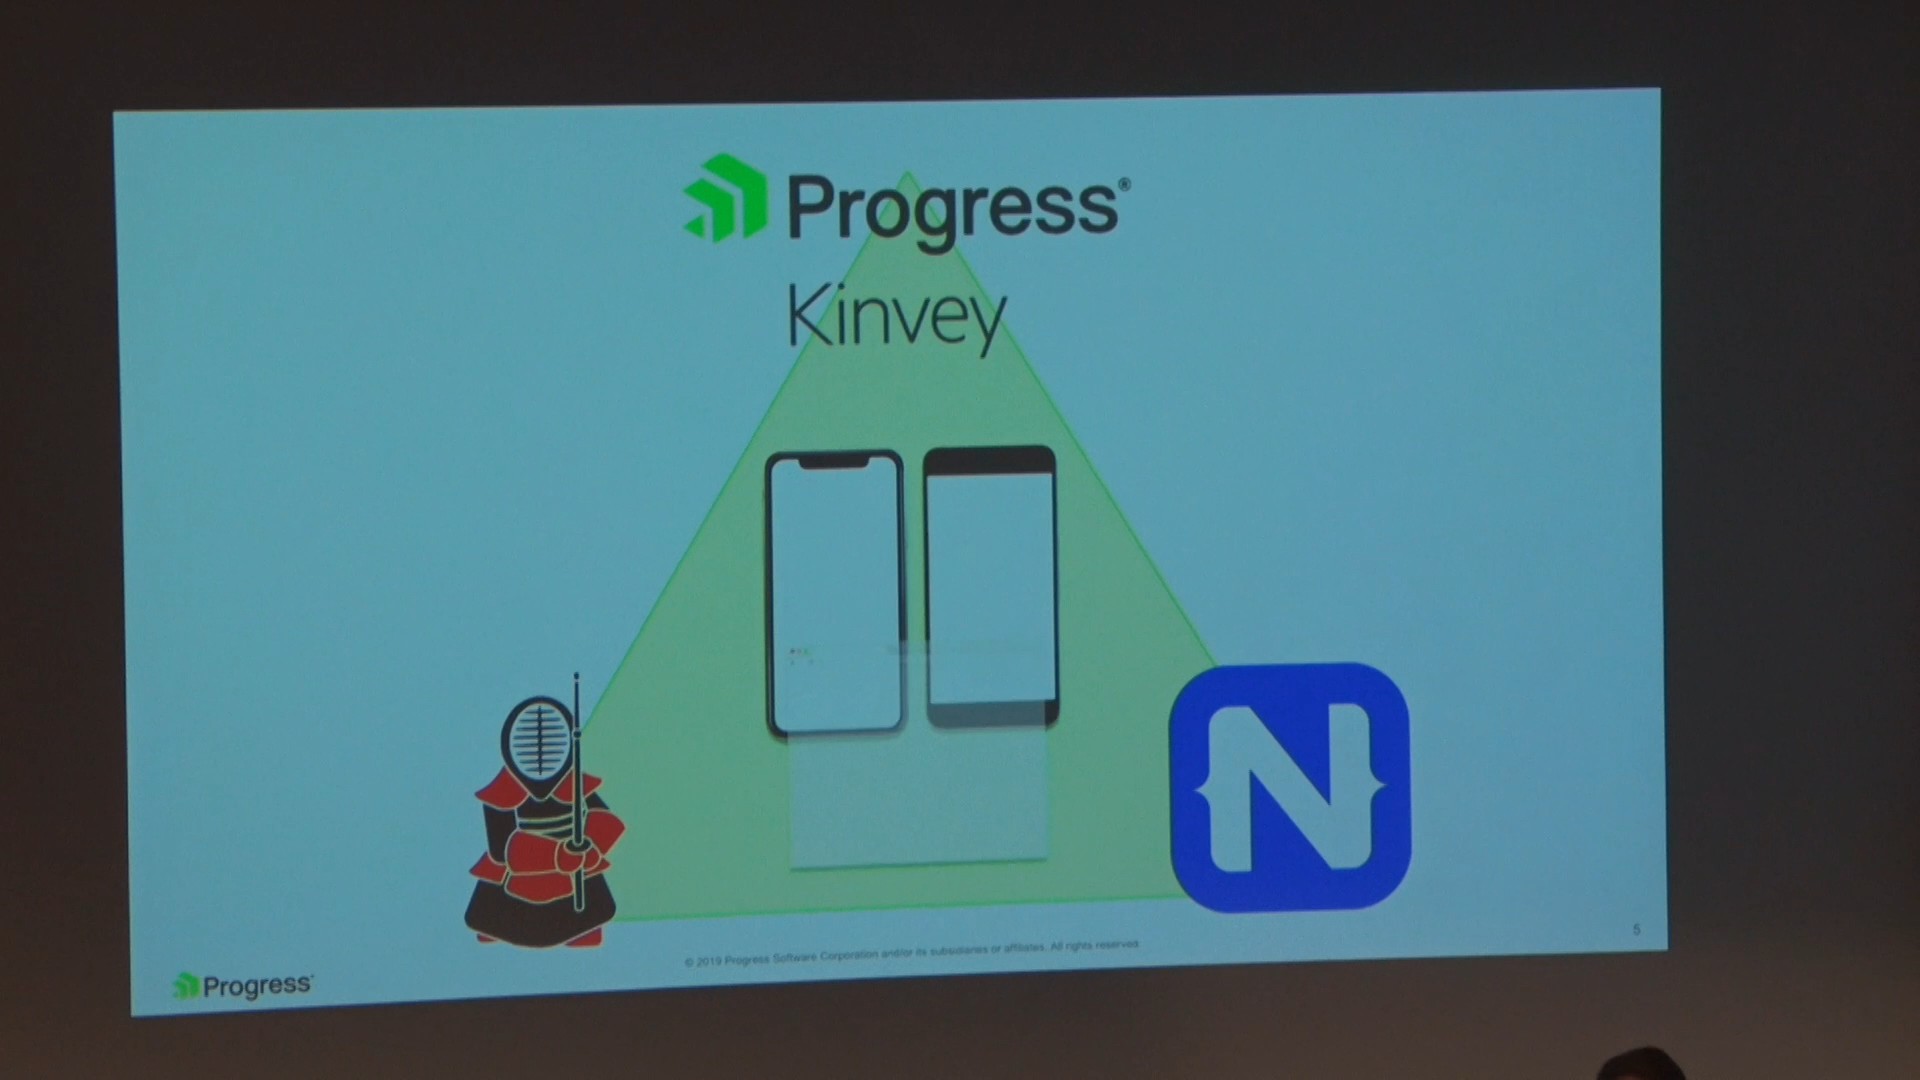 Progress®
Kinvey
N
5
© 2019 Progress Software Corporation and/or its subsidiaries or affiliates. All rights reserved.
Progress